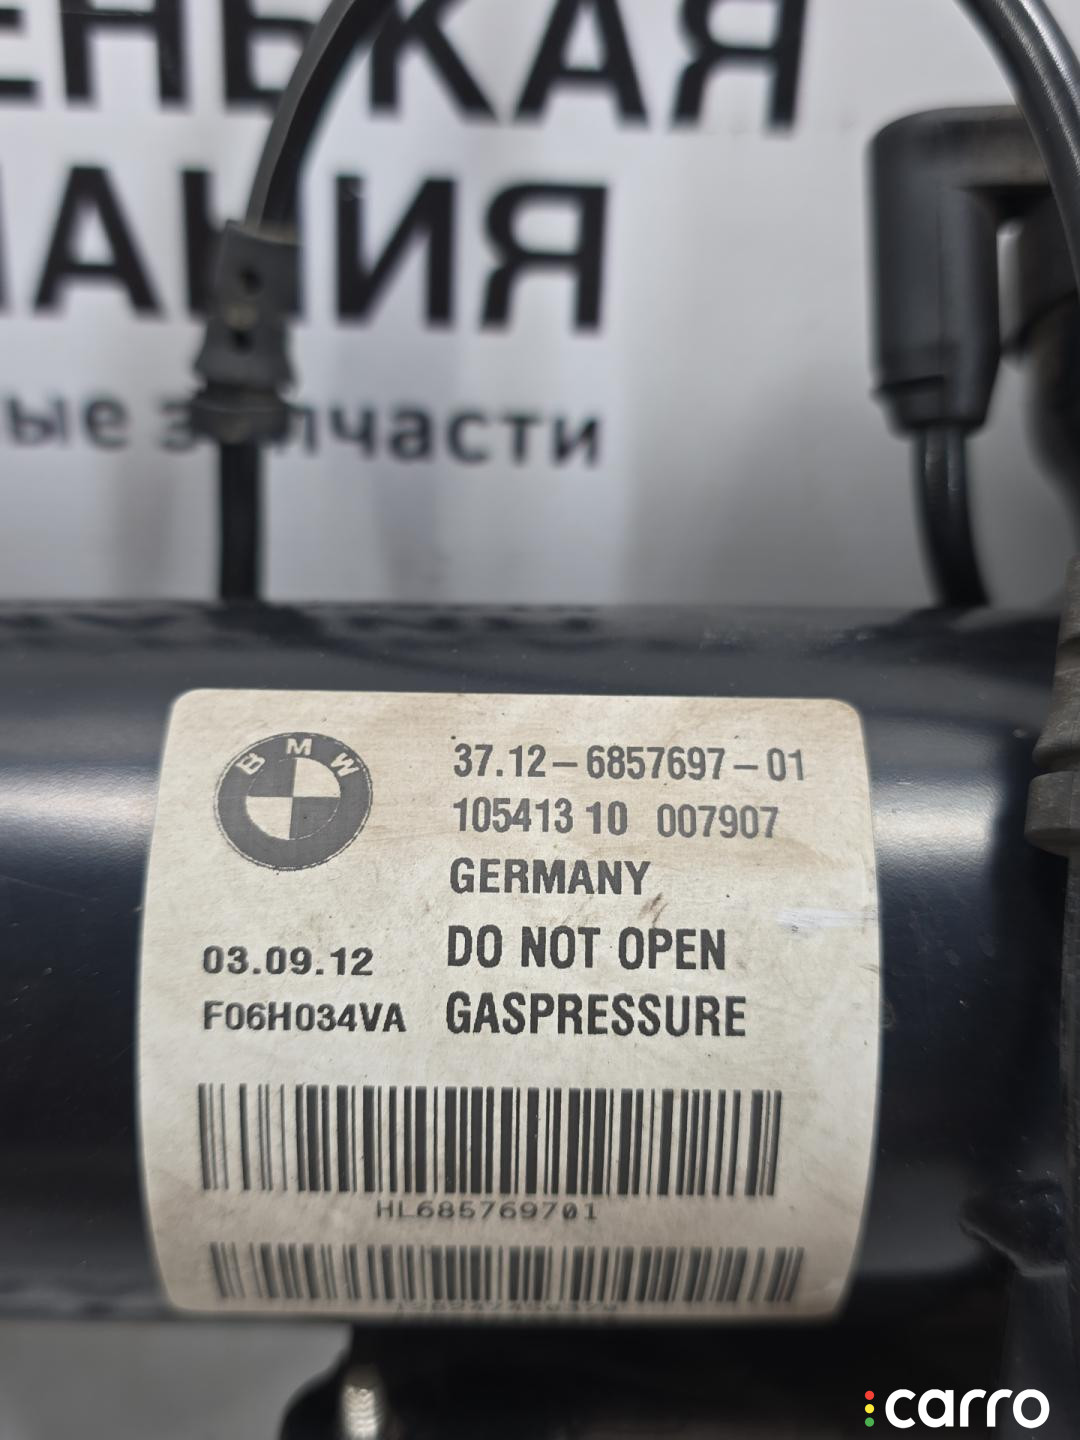 ЕНЬКАЯ
МАНИЯ
ые запчасти
BMW
37.12-6857697-01
105413 10 007907
GERMANY
DO NOT OPEN
GASPRESSURE
03.09.12
F06H034VA
HL685769701
carro